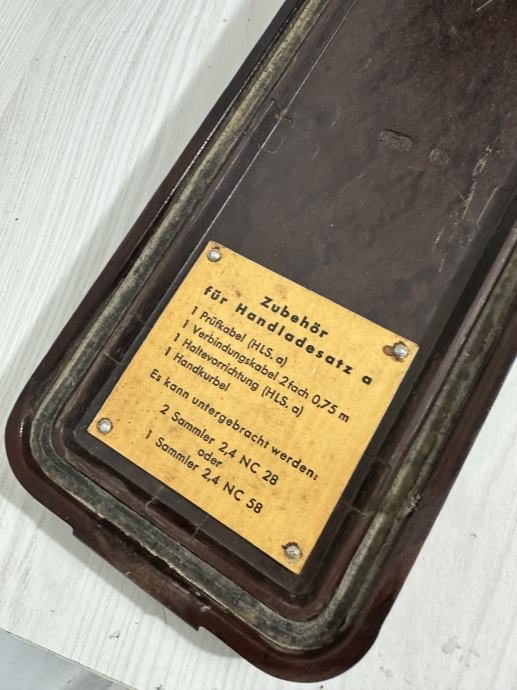 Zubehör
für Handladesatz a
1 Prüfkabel (HLS. a)
1 Verbindungskabel 2fach 0,75 m
1 Haltevorrichtung (HLS. a)
1 Handkurbel
Es kann untergebracht werden:
2 Sammler 2,4 NC 28
oder
1 Sammler 2,4 NC 58